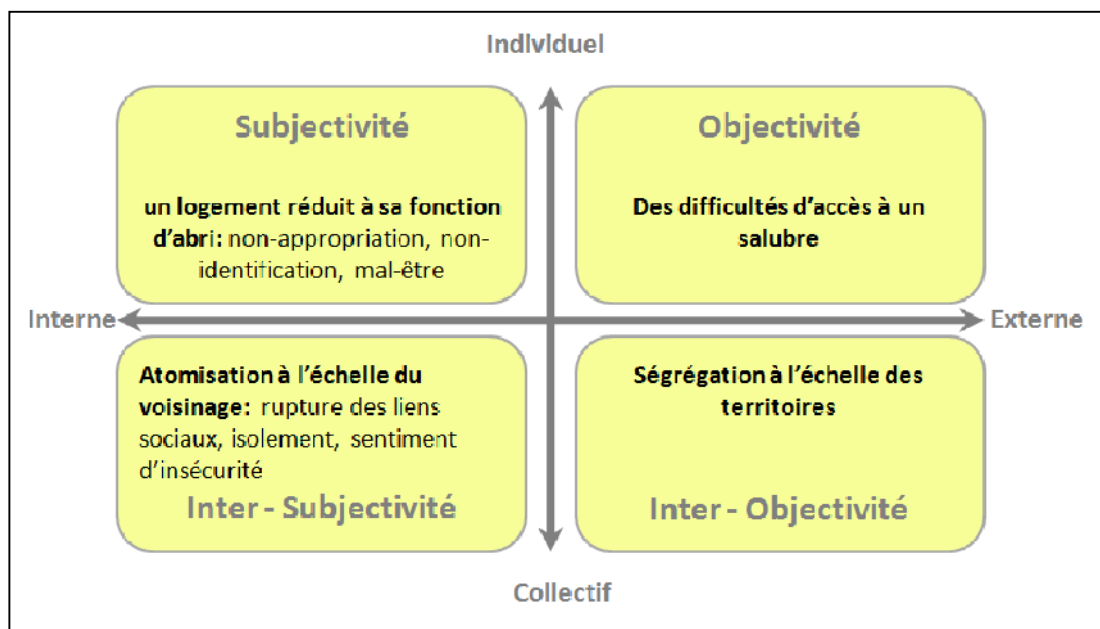 Individuel
Subjectivité
un logement réduit à sa fonction
d'abri: non-appropriation, non-
identification, mal-être
Objectivité
Des difficultés d'accès à un
salubre
Interne
Externe
Atomisation à l'échelle du
voisinage: rupture des liens
sociaux, isolement, sentiment
d'insécurité
Inter - Subjectivité
Ségrégation à l'échelle des
territoires
Inter - Objectivité
Collectif